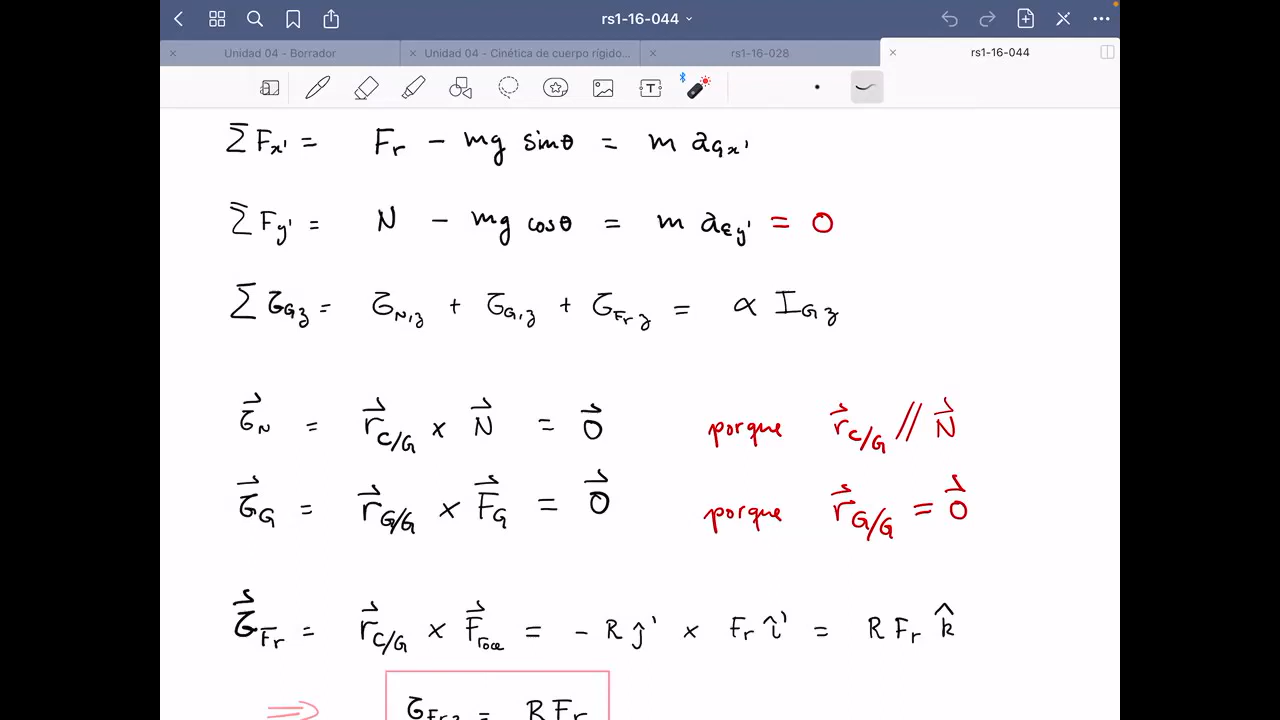 rs1-16-044
Unidad 04 - Borrador
Unidad 04 - Cinética de cuerpo rígido...
rs1-16-028
rs1-16-044
Σ Fx' = Fr - mg sinθ = m aGx'
Σ Fy' = N - mg cosθ = m aGy' = 0
Σ τGz = τN,z + τG,z + τFr z = α IGz
τ⃗N = r⃗C/G × N⃗ = 0⃗ porque r⃗C/G // N⃗
τ⃗G = r⃗G/G × F⃗G = 0⃗ porque r⃗G/G = 0⃗
τ⃗Fr = r⃗C/G × F⃗roce = - R ĵ' × Fr î' = R Fr k̂
⇒ τFr z = R Fr